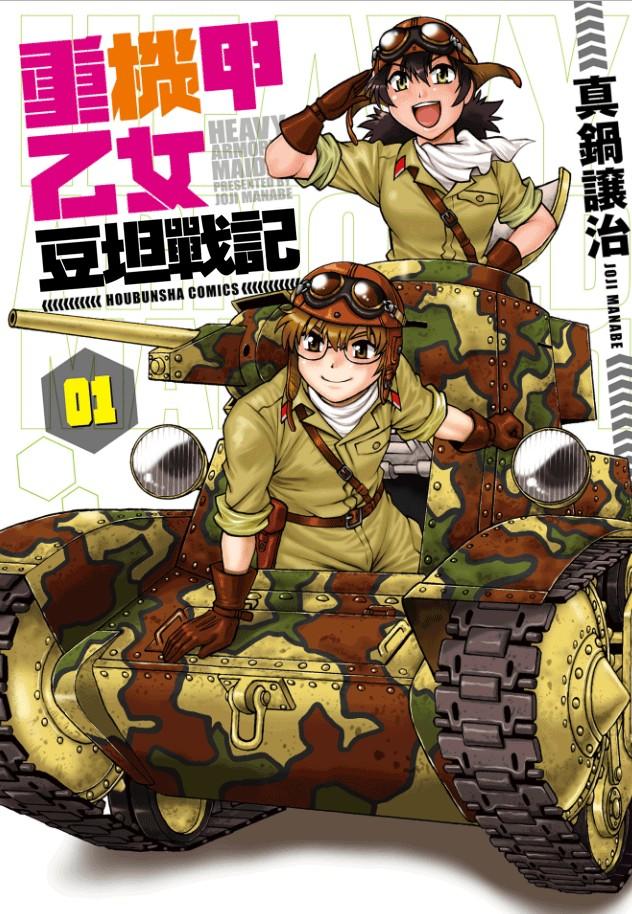 重機甲
乙女
HEAVY
ARMORED
MAIDEN
PRESENTED BY
JOJI MANABE
豆坦戰記
HOUBUNSHA COMICS
01
真鍋譲治
JOJI MANABE